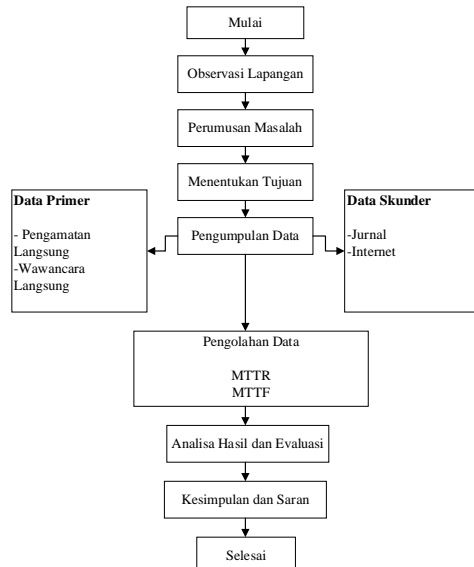 Mulai
Observasi Lapangan
Perumusan Masalah
Menentukan Tujuan
Data Primer
- Pengamatan
Langsung
-Wawancara
Langsung
Pengumpulan Data
Data Skunder
-Jurnal
-Internet
Pengolahan Data
MTTR
MTTF
Analisa Hasil dan Evaluasi
Kesimpulan dan Saran
Selesai